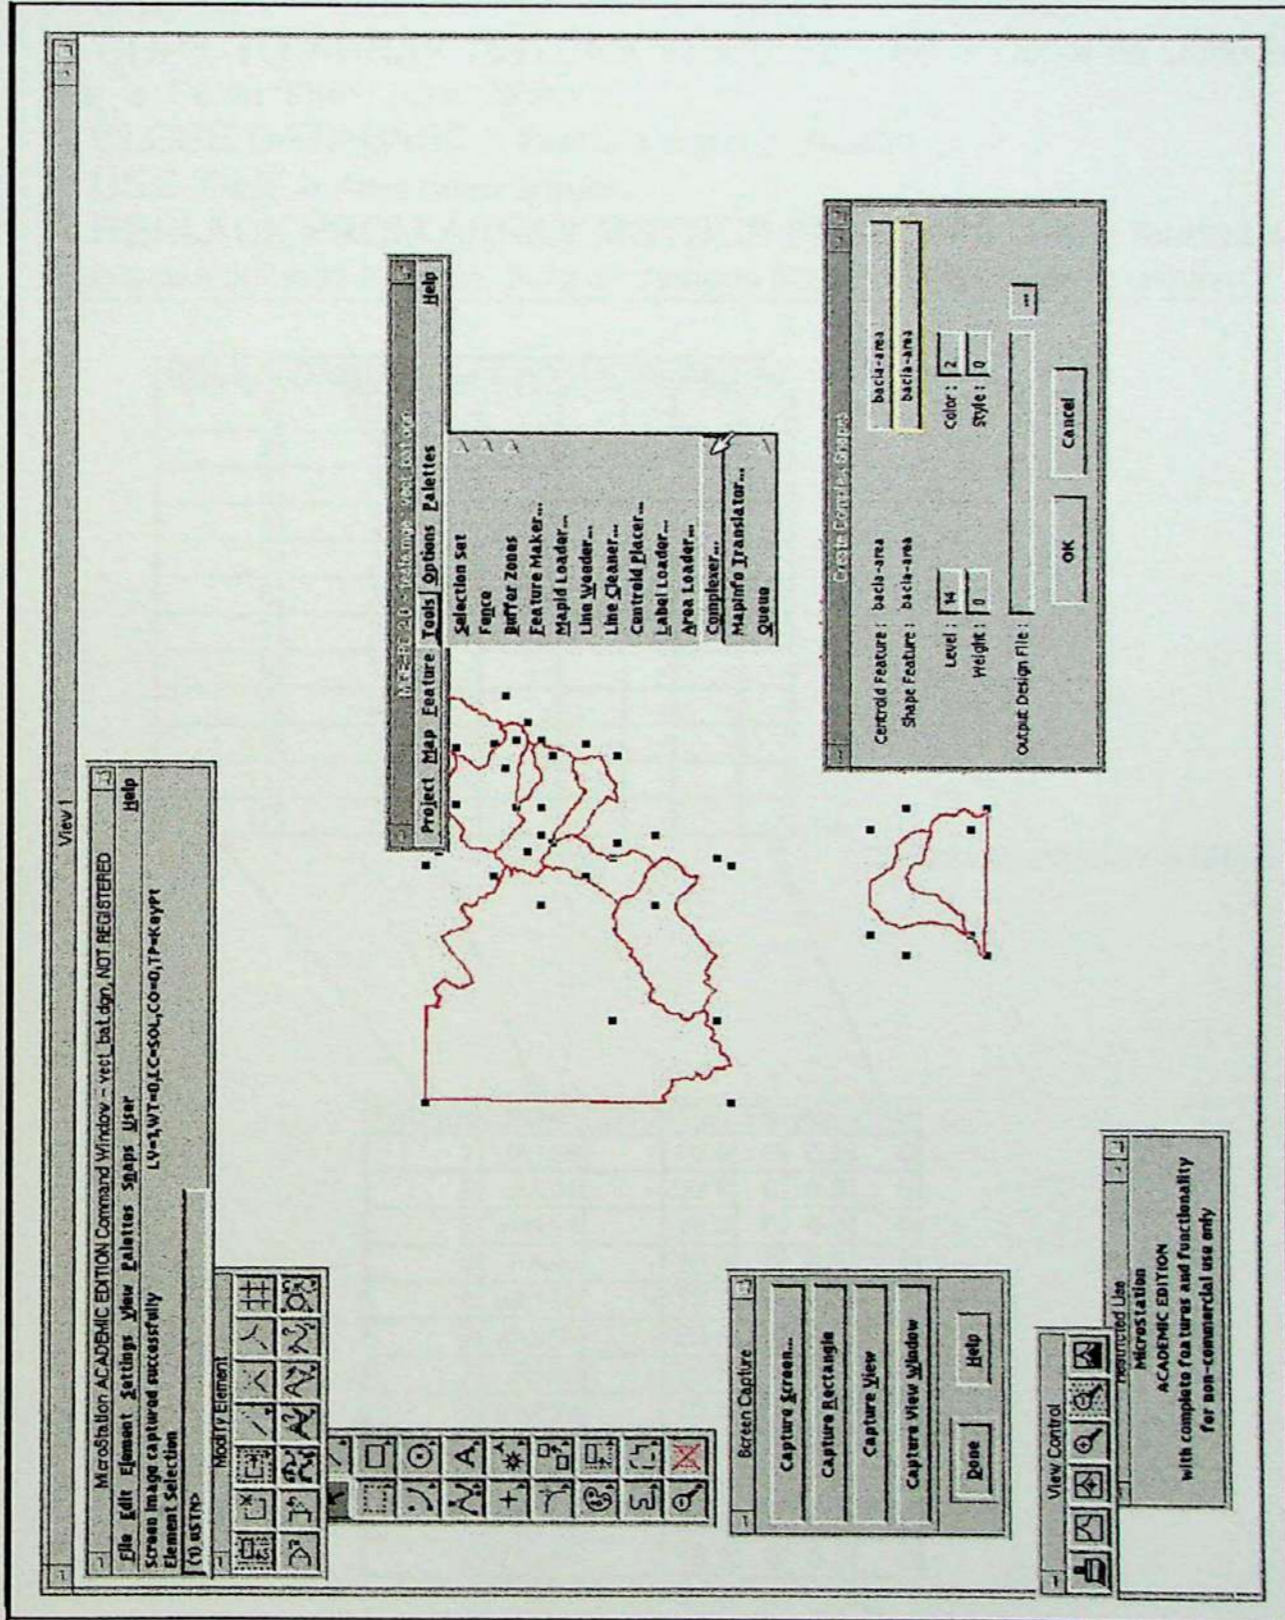 View 1
MicroStation ACADEMIC EDITION Command Window - vect_bat.dgn, NOT REGISTERED
File Edit Element Settings View Palettes Snaps User Help
Screen image captured successfully LV=1,WT=0,LC=SOL,CO=0,TP=KeyPt
Element Selection
(1) uSTN>
Modify Element
Project Map Feature Tools Options Palettes Help
Selection Set
Fence
Buffer Zones
Feature Maker...
Mapid Loader...
Line Weeder...
Line Cleaner...
Centroid Placer...
Label Loader...
Area Loader...
Complexer...
MapInfo Translator...
Queue
Screen Capture
Capture Screen...
Capture Rectangle
Capture View
Capture View Window
Done Help
Create Complex Shapes
Centroid Feature : bacia-area bacia-area
Shape Feature : bacia-area bacia-area
Level : 14 Color : 2
Weight : 0 Style : 0
Output Design File : ...
OK Cancel
View Control
Restricted Use
MicroStation
ACADEMIC EDITION
with complete features and functionality
for non-commercial use only